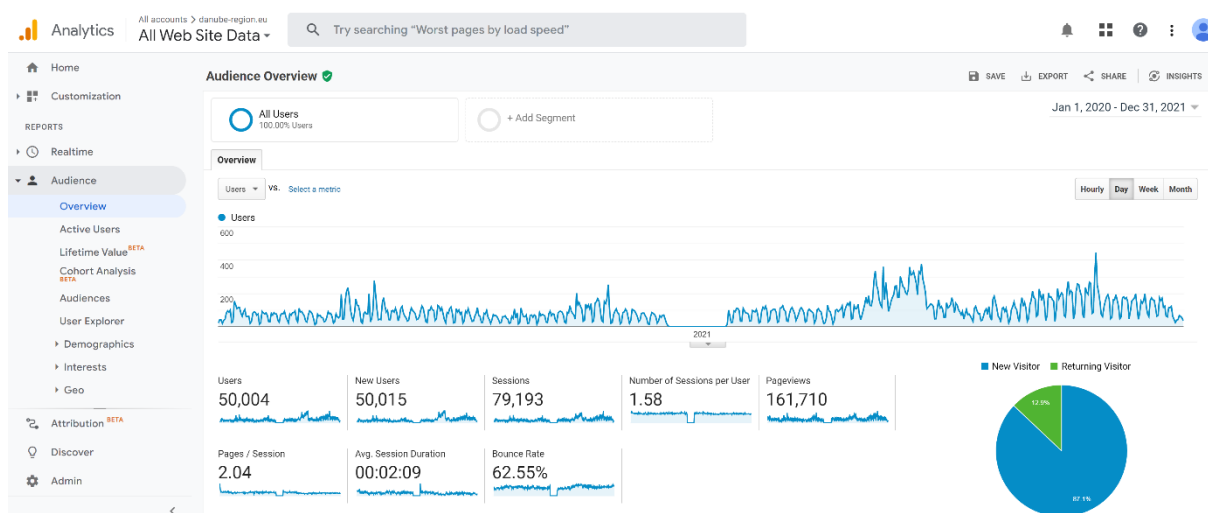 Analytics
All accounts > danube-region.eu
All Web Site Data
Try searching "Worst pages by load speed"
Home
Customization
REPORTS
Realtime
Audience
Overview
Active Users
Lifetime Value BETA
Cohort Analysis
BETA
Audiences
User Explorer
Demographics
Interests
Geo
Attribution BETA
Discover
Admin
Audience Overview
SAVE
EXPORT
SHARE
INSIGHTS
All Users
100.00% Users
+ Add Segment
Jan 1, 2020 - Dec 31, 2021
Overview
Users
VS.
Select a metric
Hourly
Day
Week
Month
Users
600
400
200
2021
Users
50,004
New Users
50,015
Sessions
79,193
Number of Sessions per User
1.58
Pageviews
161,710
Pages / Session
2.04
Avg. Session Duration
00:02:09
Bounce Rate
62.55%
New Visitor
Returning Visitor
12.9%
87.1%